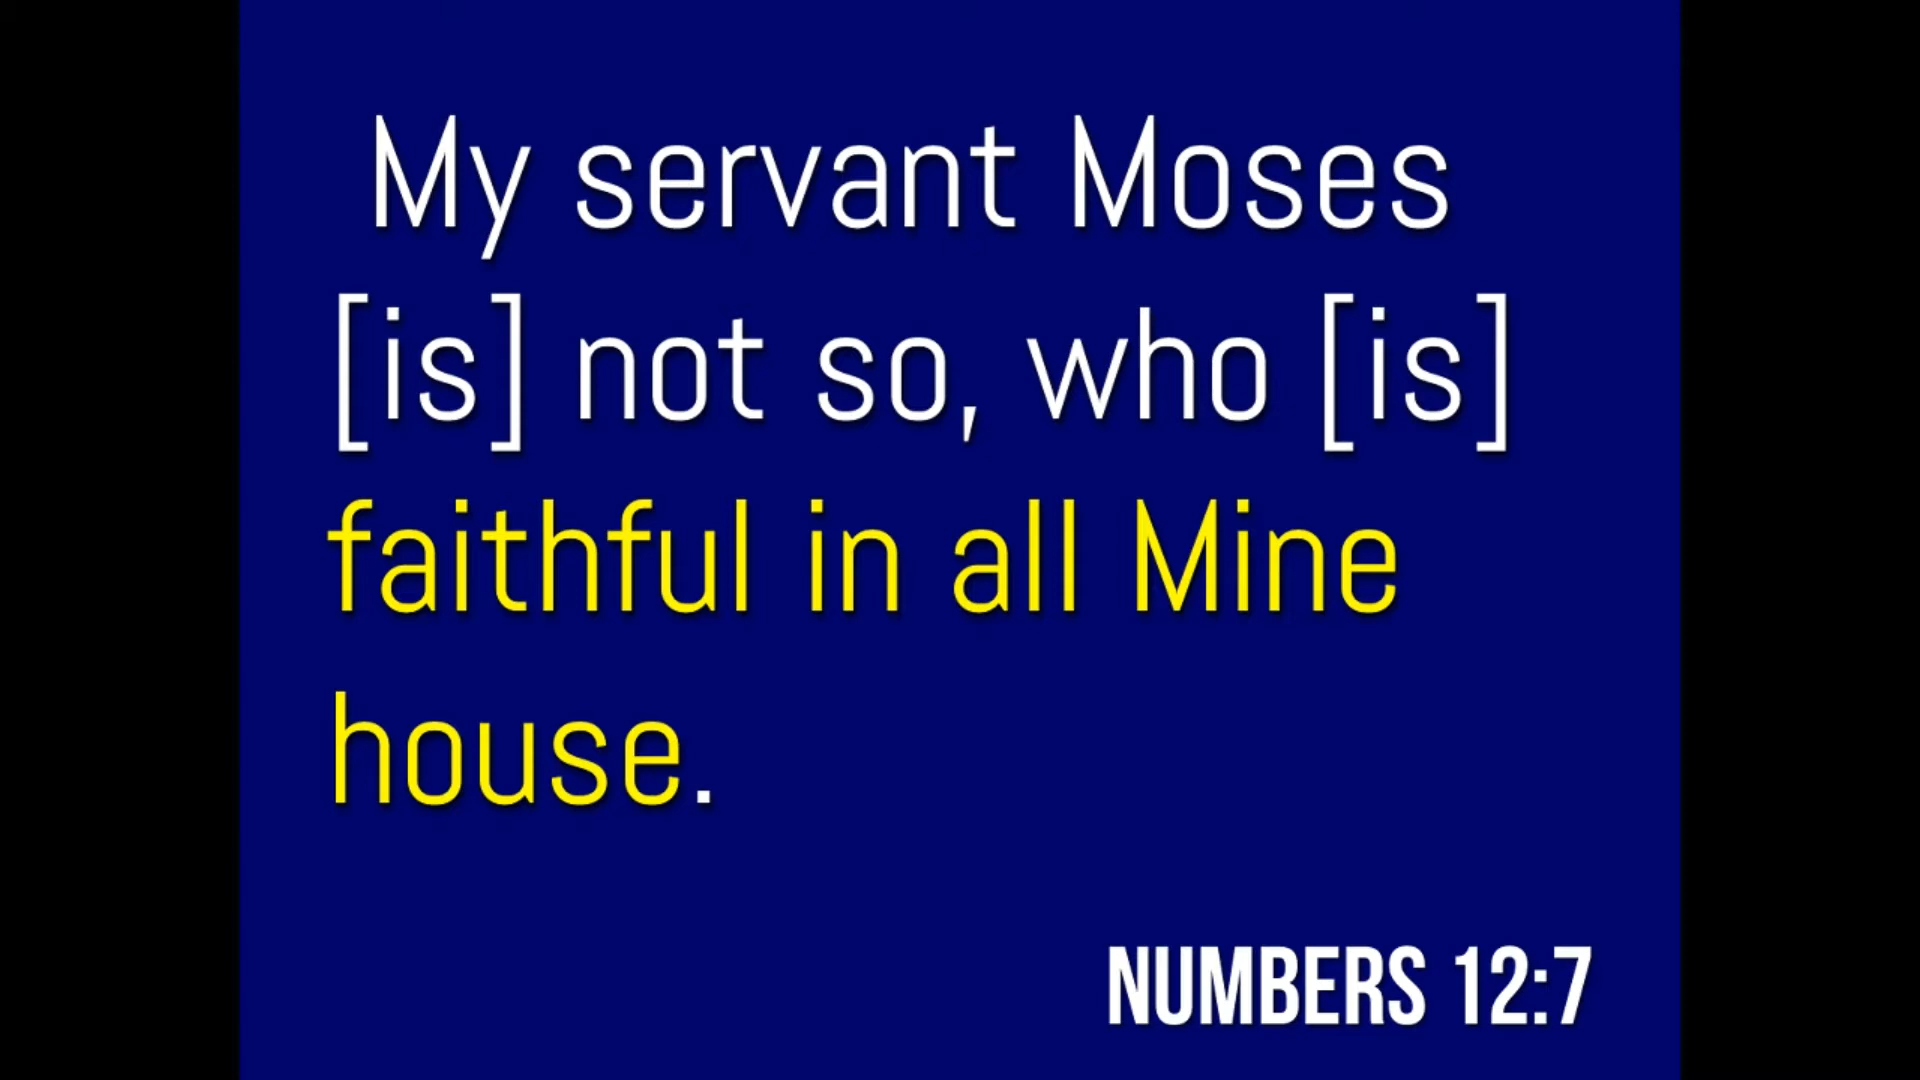 My servant Moses
[is] not so, who [is]
faithful in all Mine
house.
NUMBERS 12:7